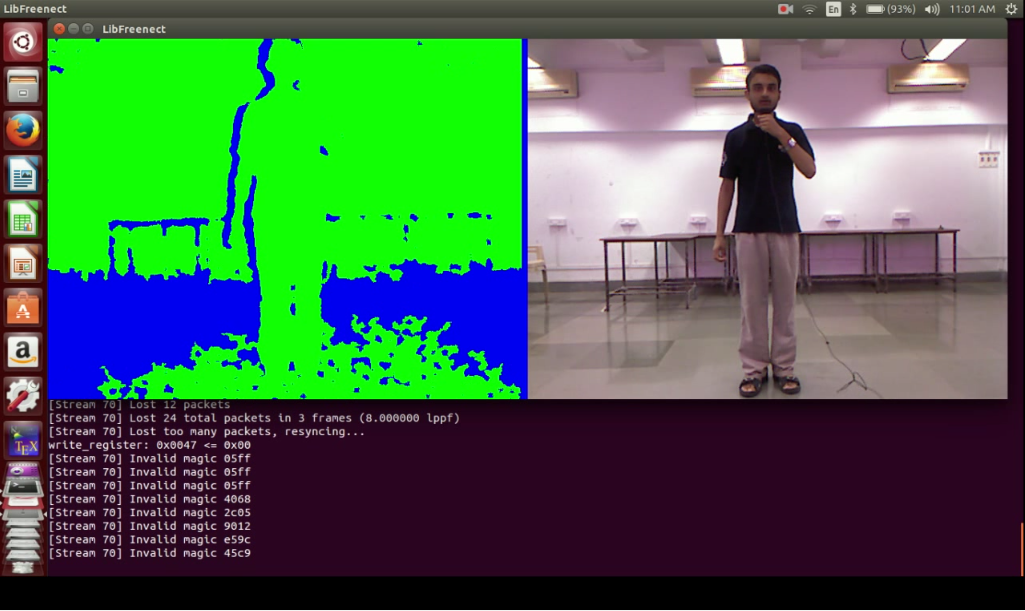 LibFreenect
En
(93%)
11:01 AM
LibFreenect
[Stream 70] Lost 12 packets
[Stream 70] Lost 24 total packets in 3 frames (8.000000 lppf)
[Stream 70] Lost too many packets, resyncing...
write_register: 0x0047 <= 0x00
[Stream 70] Invalid magic 05ff
[Stream 70] Invalid magic 05ff
[Stream 70] Invalid magic 05ff
[Stream 70] Invalid magic 4068
[Stream 70] Invalid magic 2c05
[Stream 70] Invalid magic 9012
[Stream 70] Invalid magic e59c
[Stream 70] Invalid magic 45c9
A
a
TEX
>_